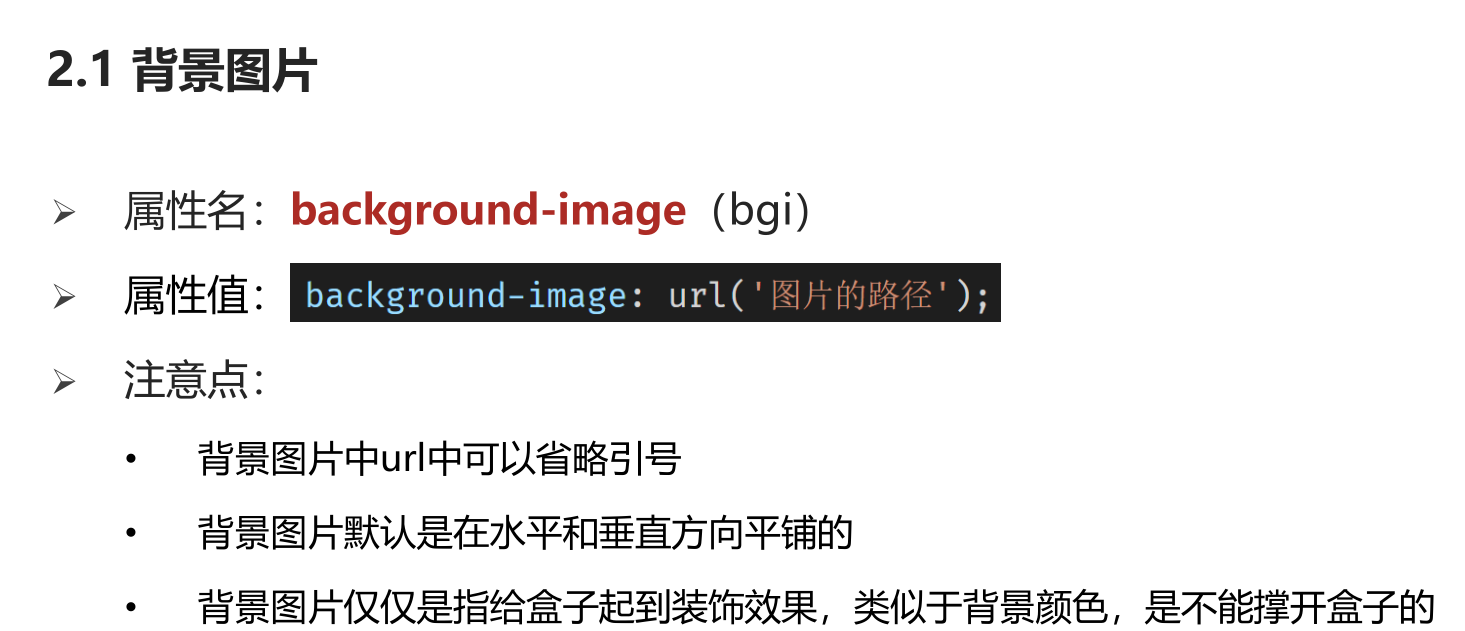 2.1 背景图片
➢ 属性名：background-image（bgi）
➢ 属性值：background-image: url('图片的路径');
➢ 注意点：
• 背景图片中url中可以省略引号
• 背景图片默认是在水平和垂直方向平铺的
• 背景图片仅仅是指给盒子起到装饰效果，类似于背景颜色，是不能撑开盒子的